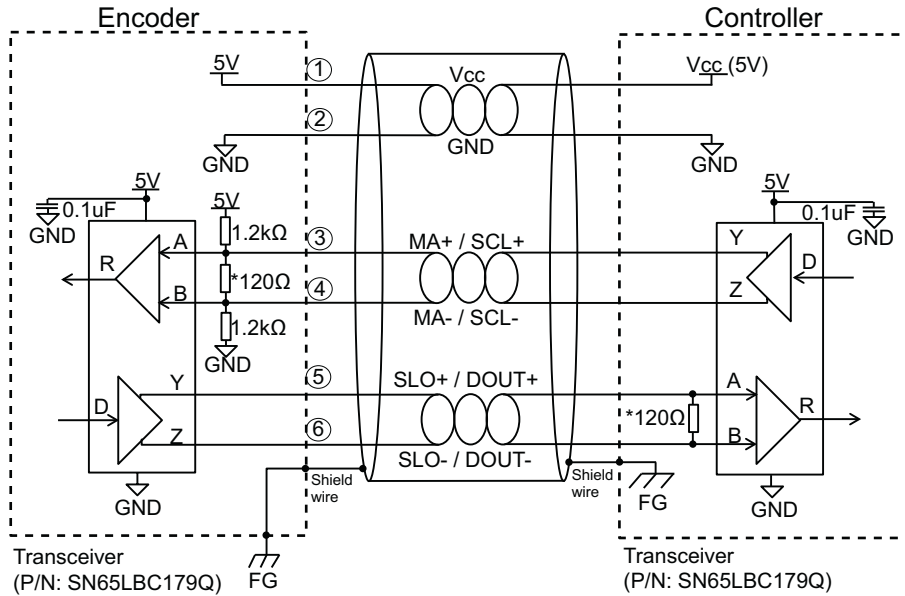 Encoder
Controller
5V
①
Vcc
Vcc (5V)
②
GND
GND
GND
5V
0.1uF
GND
5V
1.2kΩ
③
MA+ / SCL+
5V
0.1uF
GND
A
R
*120Ω
B
④
MA- / SCL-
Y
D
Z
1.2kΩ
GND
⑤
SLO+ / DOUT+
Y
D
Z
⑥
SLO- / DOUT-
*120Ω
A
R
B
GND
Shield
wire
Shield
wire
FG
GND
FG
Transceiver
(P/N: SN65LBC179Q)
Transceiver
(P/N: SN65LBC179Q)